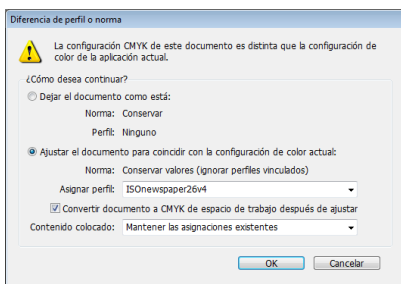 Diferencia de perfil o norma
La configuración CMYK de este documento es distinta que la configuración de
color de la aplicación actual.
¿Cómo desea continuar?
Dejar el documento como está:
Norma: Conservar
Perfil: Ninguno
Ajustar el documento para coincidir con la configuración de color actual:
Norma: Conservar valores (ignorar perfiles vinculados)
Asignar perfil: ISOnewspaper26v4
Convertir documento a CMYK de espacio de trabajo después de ajustar
Contenido colocado: Mantener las asignaciones existentes
OK Cancelar